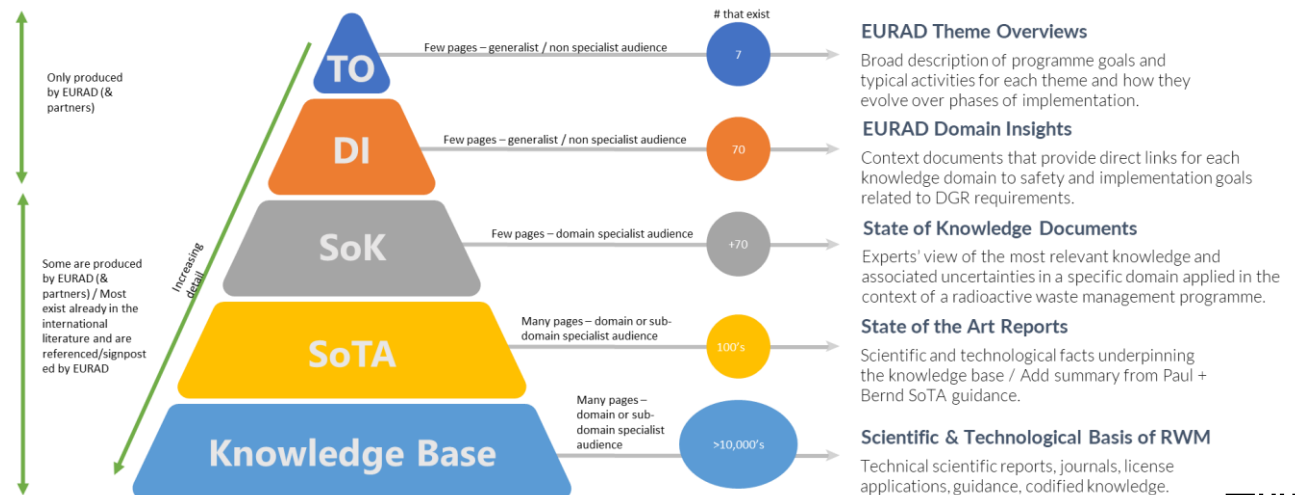 # that exist
TO
Few pages – generalist / non specialist audience
7
EURAD Theme Overviews
Broad description of programme goals and
typical activities for each theme and how they
evolve over phases of implementation.
Only produced
by EURAD (&
partners)
DI
Few pages – generalist / non specialist audience
70
EURAD Domain Insights
Context documents that provide direct links for each
knowledge domain to safety and implementation goals
related to DGR requirements.
SoK
Few pages – domain specialist audience
+70
State of Knowledge Documents
Experts' view of the most relevant knowledge and
associated uncertainties in a specific domain applied in the
context of a radioactive waste management programme.
Increasing
detail
Some are produced
by EURAD (&
partners) / Most
exist already in the
international
literature and are
referenced/signpost
ed by EURAD
SoTA
Many pages – domain or sub-
domain specialist audience
100's
State of the Art Reports
Scientific and technological facts underpinning
the knowledge base / Add summary from Paul +
Bernd SoTA guidance.
Knowledge Base
Many pages –
domain or sub-
domain specialist
audience
>10,000's
Scientific & Technological Basis of RWM
Technical scientific reports, journals, license
applications, guidance, codified knowledge.